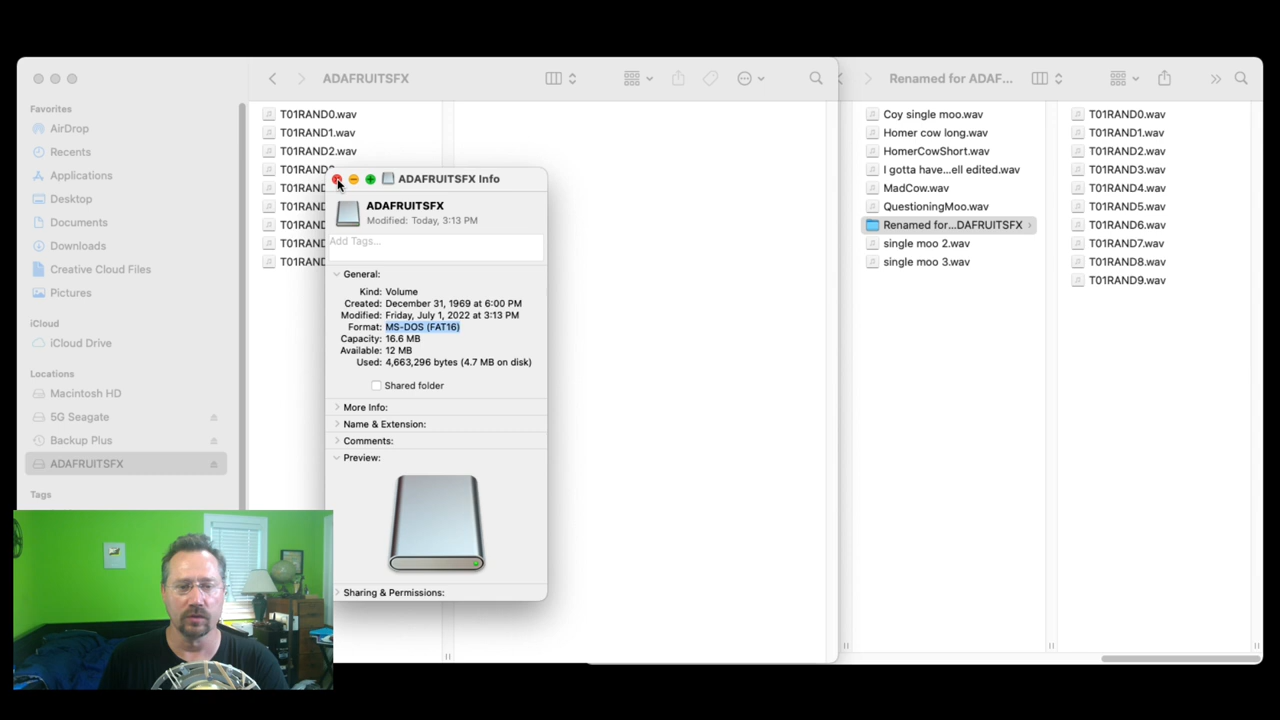 ADAFRUITSFX
Renamed for ADAF...
Favorites
AirDrop
Recents
Applications
Desktop
Documents
Downloads
Creative Cloud Files
Pictures
iCloud
iCloud Drive
Locations
Macintosh HD
5G Seagate
Backup Plus
ADAFRUITSFX
Tags
T01RAND0.wav
T01RAND1.wav
T01RAND2.wav
T01RAND3
T01RAND
T01RAND
T01RAND
T01RAND
T01RAND
ADAFRUITSFX Info
ADAFRUITSFX
Modified: Today, 3:13 PM
Add Tags...
General:
Kind: Volume
Created: December 31, 1969 at 6:00 PM
Modified: Friday, July 1, 2022 at 3:13 PM
Format: MS-DOS (FAT16)
Capacity: 16.6 MB
Available: 12 MB
Used: 4,663,296 bytes (4.7 MB on disk)
Shared folder
More Info:
Name & Extension:
Comments:
Preview:
Sharing & Permissions:
Coy single moo.wav
Homer cow long.wav
HomerCowShort.wav
I gotta have...ell edited.wav
MadCow.wav
QuestioningMoo.wav
Renamed for...DAFRUITSFX
single moo 2.wav
single moo 3.wav
T01RAND0.wav
T01RAND1.wav
T01RAND2.wav
T01RAND3.wav
T01RAND4.wav
T01RAND5.wav
T01RAND6.wav
T01RAND7.wav
T01RAND8.wav
T01RAND9.wav